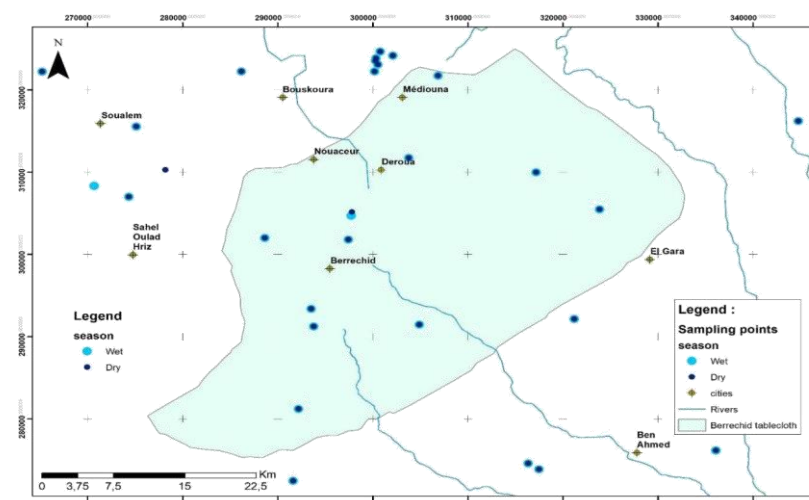 270000 280000 290000 300000 310000 320000 330000 340000
N
320000
310000
300000
290000
280000
Bouskoura
Médiouna
Soualem
Nouaceur
Deroua
Sahel
Oulad
Hriz
Berrechid
El Gara
Ben
Ahmed
Legend
season
Wet
Dry
Legend :
Sampling points
season
Wet
Dry
cities
Rivers
Berrechid tablecloth
Km
0 3,75 7,5 15 22,5